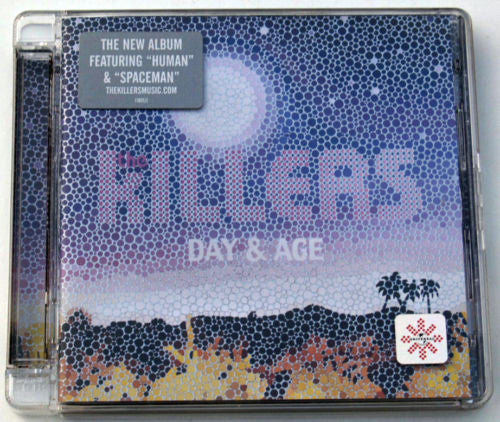 THE NEW ALBUM
FEATURING "HUMAN"
& "SPACEMAN"
THEKILLERSMUSIC.COM
the
KILLERS
DAY & AGE